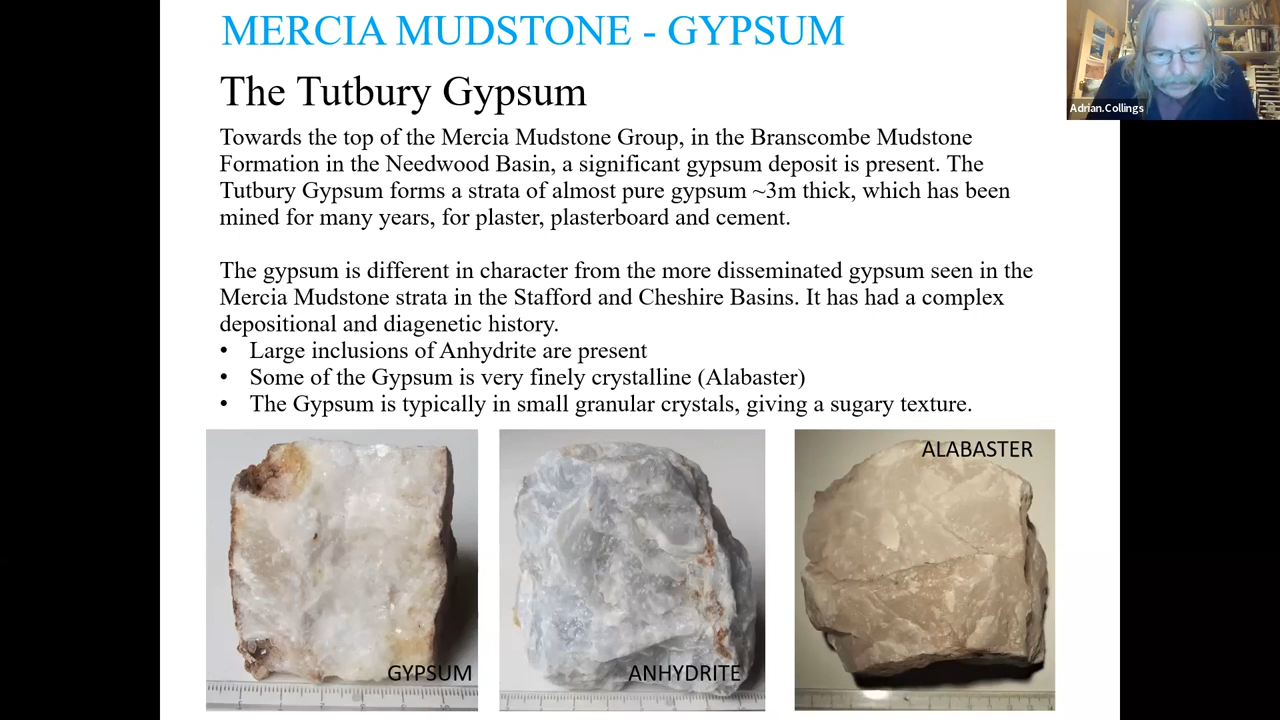 MERCIA MUDSTONE - GYPSUM
Adrian.Collings
The Tutbury Gypsum
Towards the top of the Mercia Mudstone Group, in the Branscombe Mudstone
Formation in the Needwood Basin, a significant gypsum deposit is present. The
Tutbury Gypsum forms a strata of almost pure gypsum ~3m thick, which has been
mined for many years, for plaster, plasterboard and cement.
The gypsum is different in character from the more disseminated gypsum seen in the
Mercia Mudstone strata in the Stafford and Cheshire Basins. It has had a complex
depositional and diagenetic history.
• Large inclusions of Anhydrite are present
• Some of the Gypsum is very finely crystalline (Alabaster)
• The Gypsum is typically in small granular crystals, giving a sugary texture.
GYPSUM
ANHYDRITE
ALABASTER